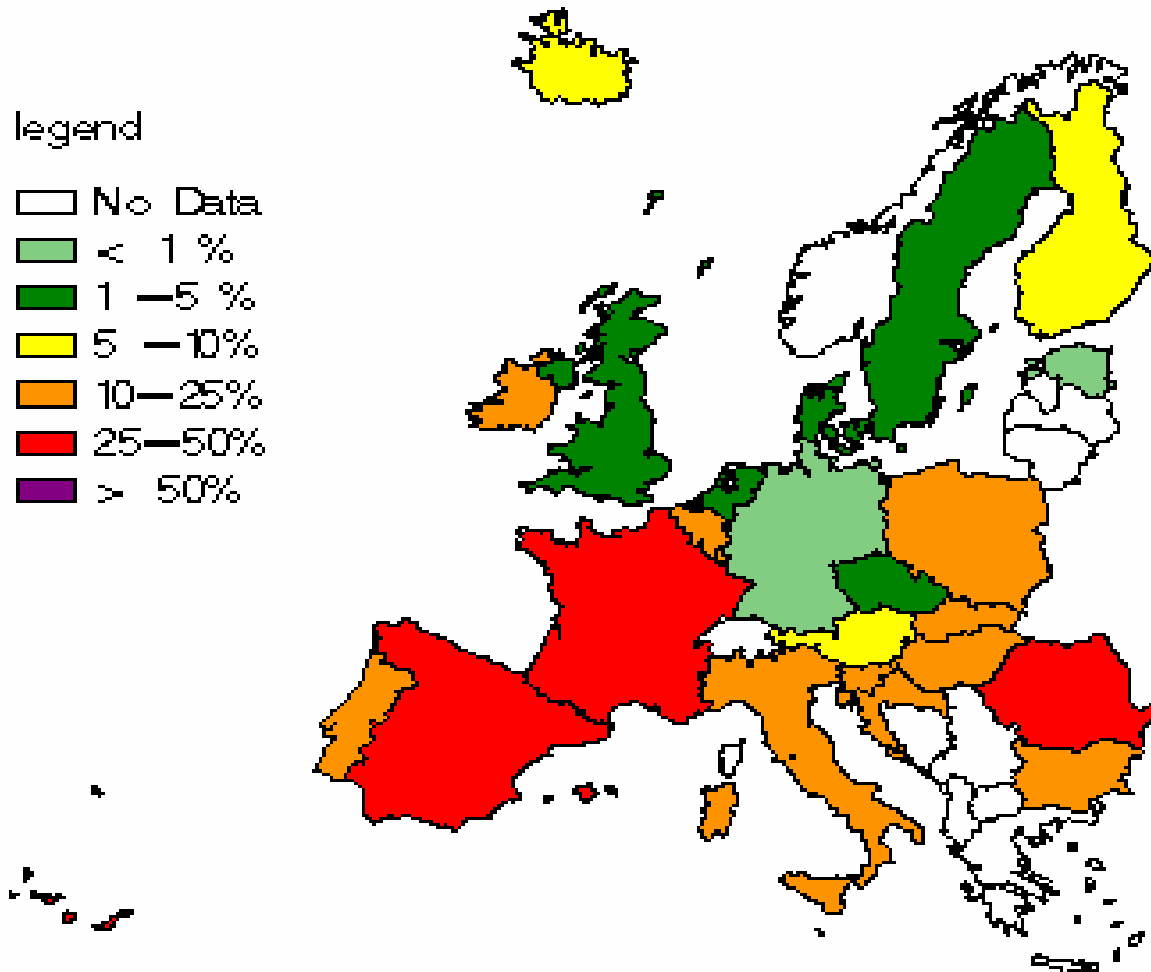 legend
No Data
< 1 %
1 —5 %
5 —10%
10—25%
25—50%
> 50%